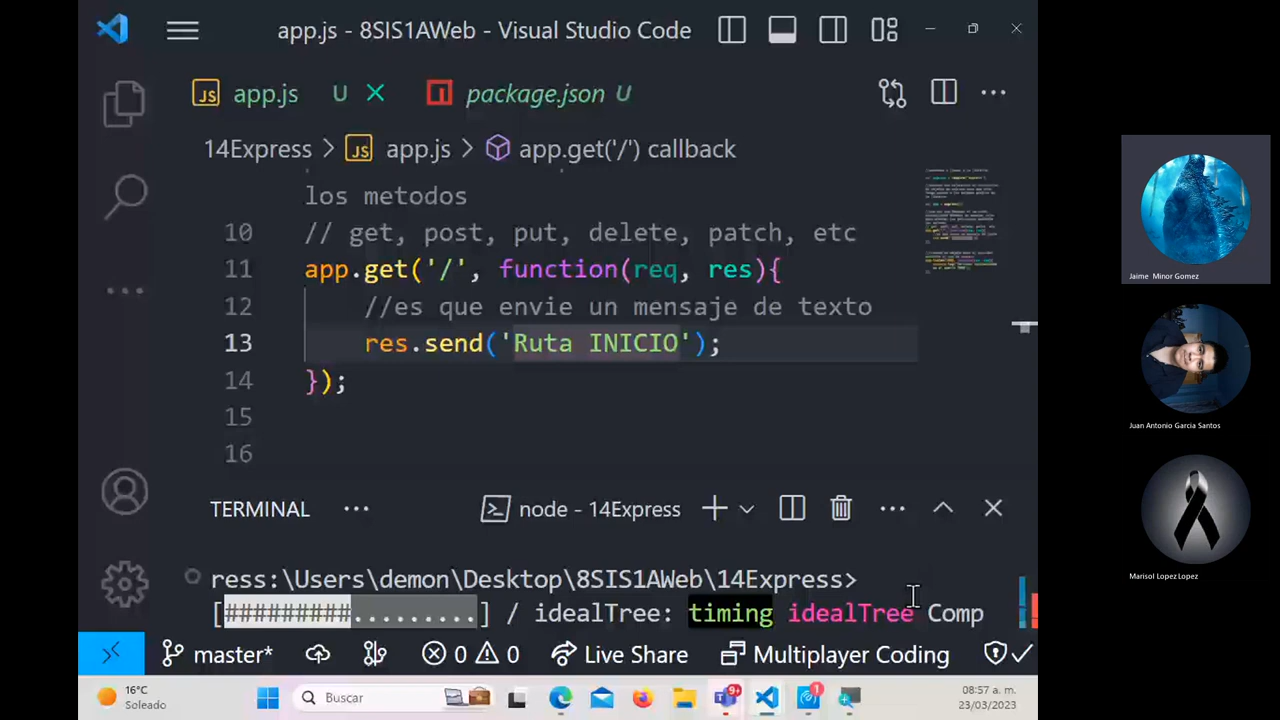 app.js - 8SIS1AWeb - Visual Studio Code
JS app.js U package.json U
14Express > JS app.js > app.get('/') callback
los metodos
10 // get, post, put, delete, patch, etc
11 app.get('/', function(req, res){
12 //es que envie un mensaje de texto
13 res.send('Ruta INICIO');
14 });
15
16
TERMINAL ... node - 14Express
ress:\Users\demon\Desktop\8SIS1AWeb\14Express>
[#########.........] / idealTree: timing idealTree Comp
master* 0 0 Live Share Multiplayer Coding
16°C
Soleado
Buscar
9+
1
08:57 a. m.
23/03/2023
Jaime Minor Gomez
Juan Antonio Garcia Santos
Marisol Lopez Lopez